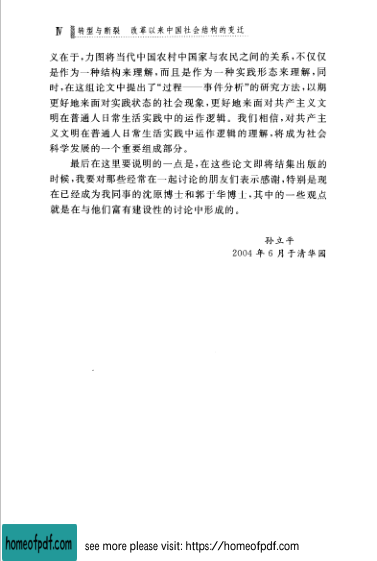 Ⅳ 转型与断裂 改革以来中国社会结构的变迁
义在于,力图将当代中国农村中国家与农民之间的关系,不仅仅
是作为一种结构来理解,而且是作为一种实践形态来理解,同
时,在这组论文中提出了“过程——事件分析”的研究方法,以期
更好地来面对实践状态的社会现象,更好地来面对共产主义文
明在普通人日常生活实践中的运作逻辑。我们相信,对共产主
义文明在普通人日常生活实践中运作逻辑的理解,将成为社会
科学发展的一个重要组成部分。
最后在这里要说明的一点是,在这些论文即将结集出版的
时候,我要对那些经常在一起讨论的朋友们表示感谢,特别是现
在已经成为我同事的沈原博士和郭于华博士,其中的一些观点
就是在与他们富有建设性的讨论中形成的。
孙立平
2004 年 6 月于清华园
homeofpdf.com
see more please visit: https://homeofpdf.com